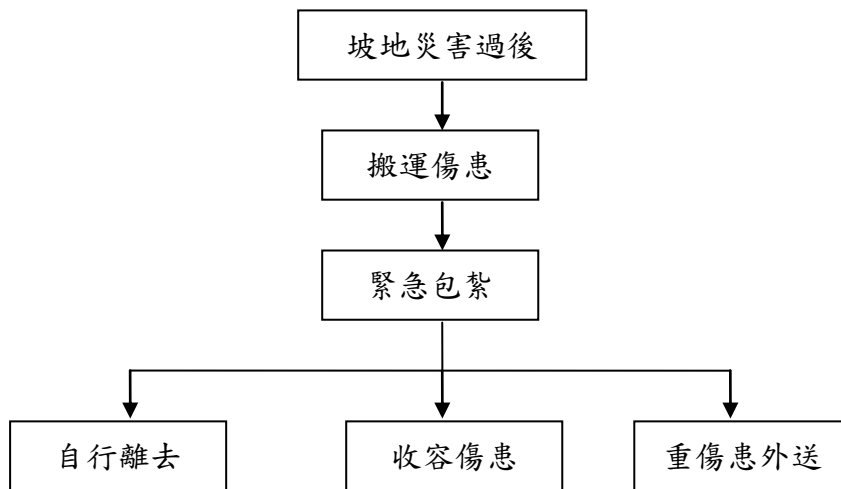 坡地災害過後
搬運傷患
緊急包紮
自行離去
收容傷患
重傷患外送